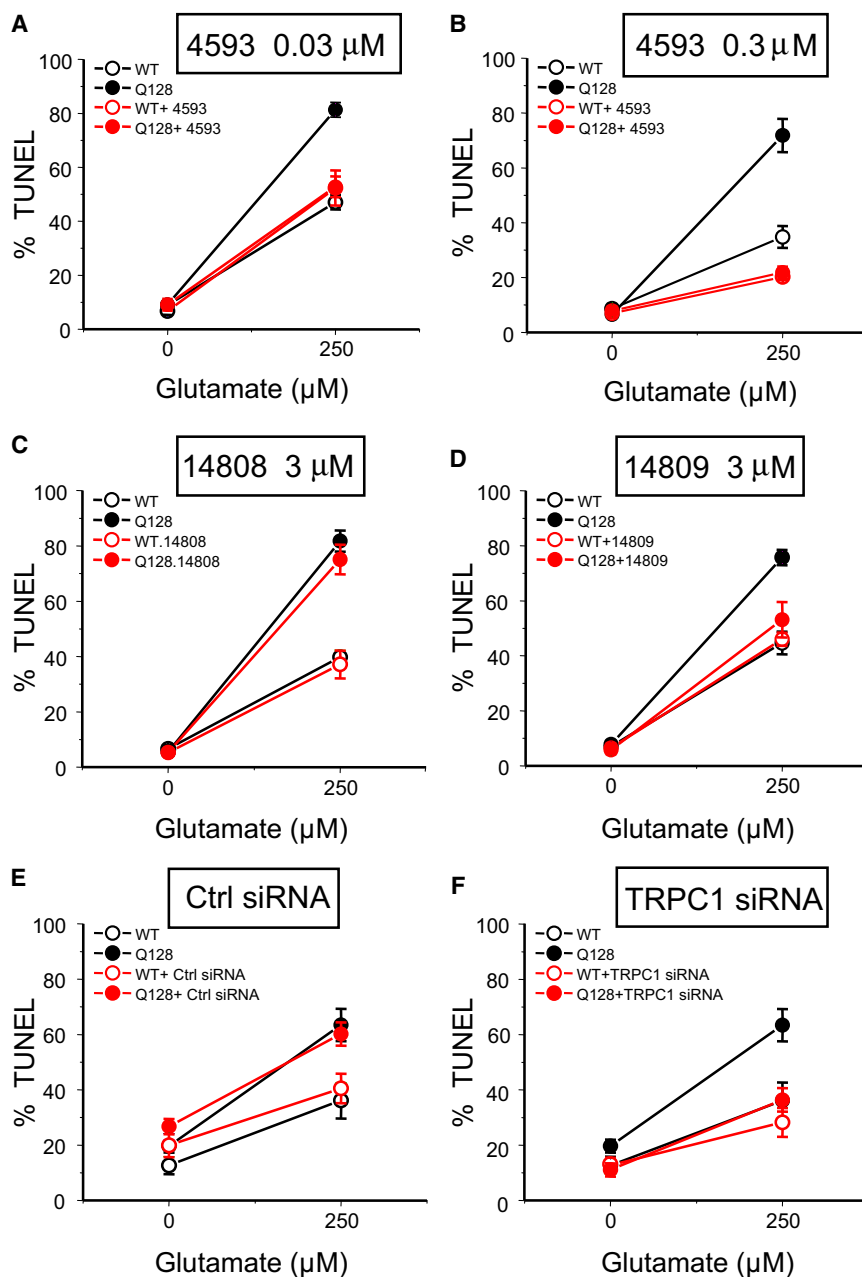 A
4593 0.03 μM
WT
Q128
WT+ 4593
Q128+ 4593
100
80
60
40
20
0
% TUNEL
0
250
Glutamate (μM)
B
4593 0.3 μM
WT
Q128
WT+ 4593
Q128+ 4593
100
80
60
40
20
0
% TUNEL
0
250
Glutamate (μM)
C
14808 3 μM
WT
Q128
WT.14808
Q128.14808
100
80
60
40
20
0
% TUNEL
0
250
Glutamate (μM)
D
14809 3 μM
WT
Q128
WT+14809
Q128+14809
100
80
60
40
20
0
% TUNEL
0
250
Glutamate (μM)
E
Ctrl siRNA
WT
Q128
WT+ Ctrl siRNA
Q128+ Ctrl siRNA
100
80
60
40
20
0
% TUNEL
0
250
Glutamate (μM)
F
TRPC1 siRNA
WT
Q128
WT+TRPC1 siRNA
Q128+TRPC1 siRNA
100
80
60
40
20
0
% TUNEL
0
250
Glutamate (μM)